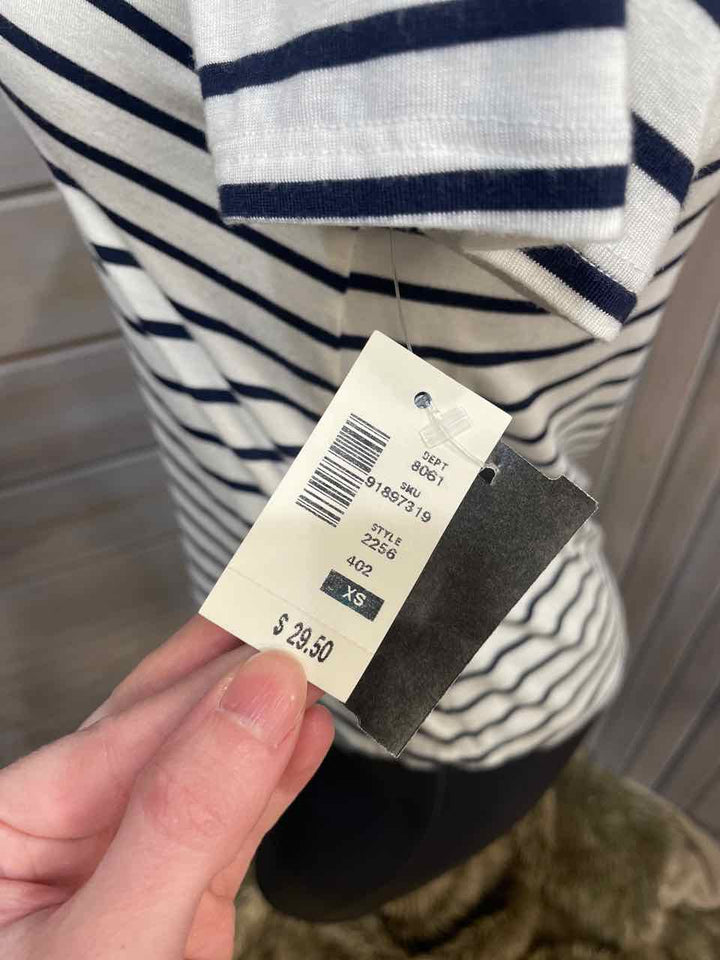 DEPT
8061
SKU
91897319
STYLE
2256
402
XS
$ 29.50